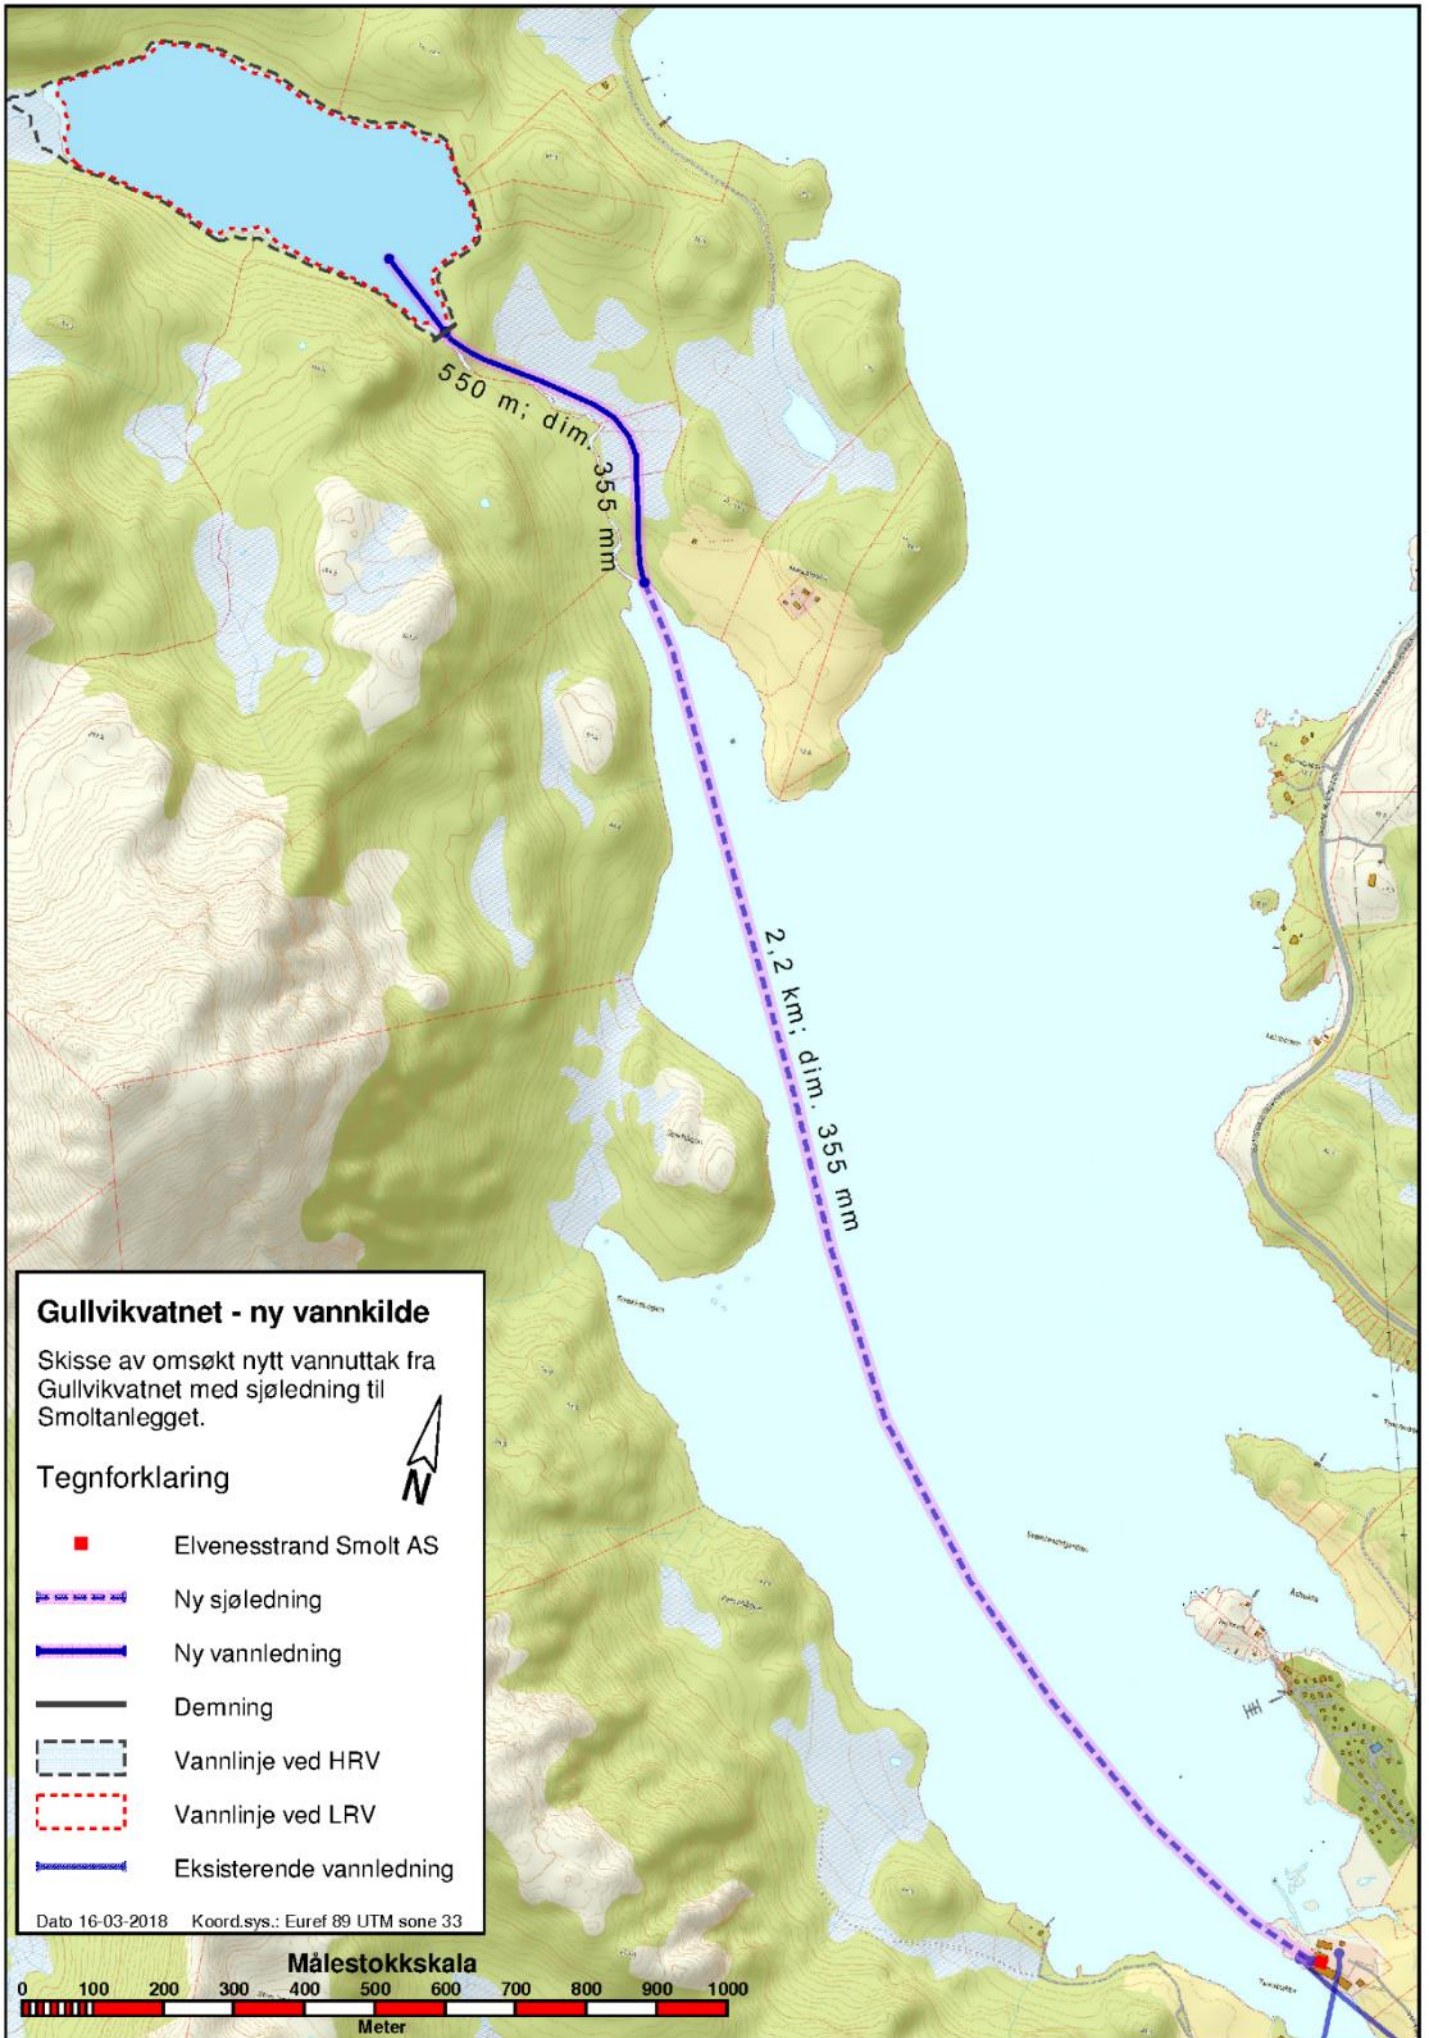 550 m; dim. 355 mm
2,2 km; dim. 355 mm
Gullvikvatnet - ny vannkilde
Skisse av omsøkt nytt vannuttak fra
Gullvikvatnet med sjøledning til
Smoltanlegget.
N
Tegnforklaring
Elvenesstrand Smolt AS
Ny sjøledning
Ny vannledning
Demning
Vannlinje ved HRV
Vannlinje ved LRV
Eksisterende vannledning
Dato 16-03-2018 Koord.sys.: Euref 89 UTM sone 33
Målestokkskala
0 100 200 300 400 500 600 700 800 900 1000
Meter